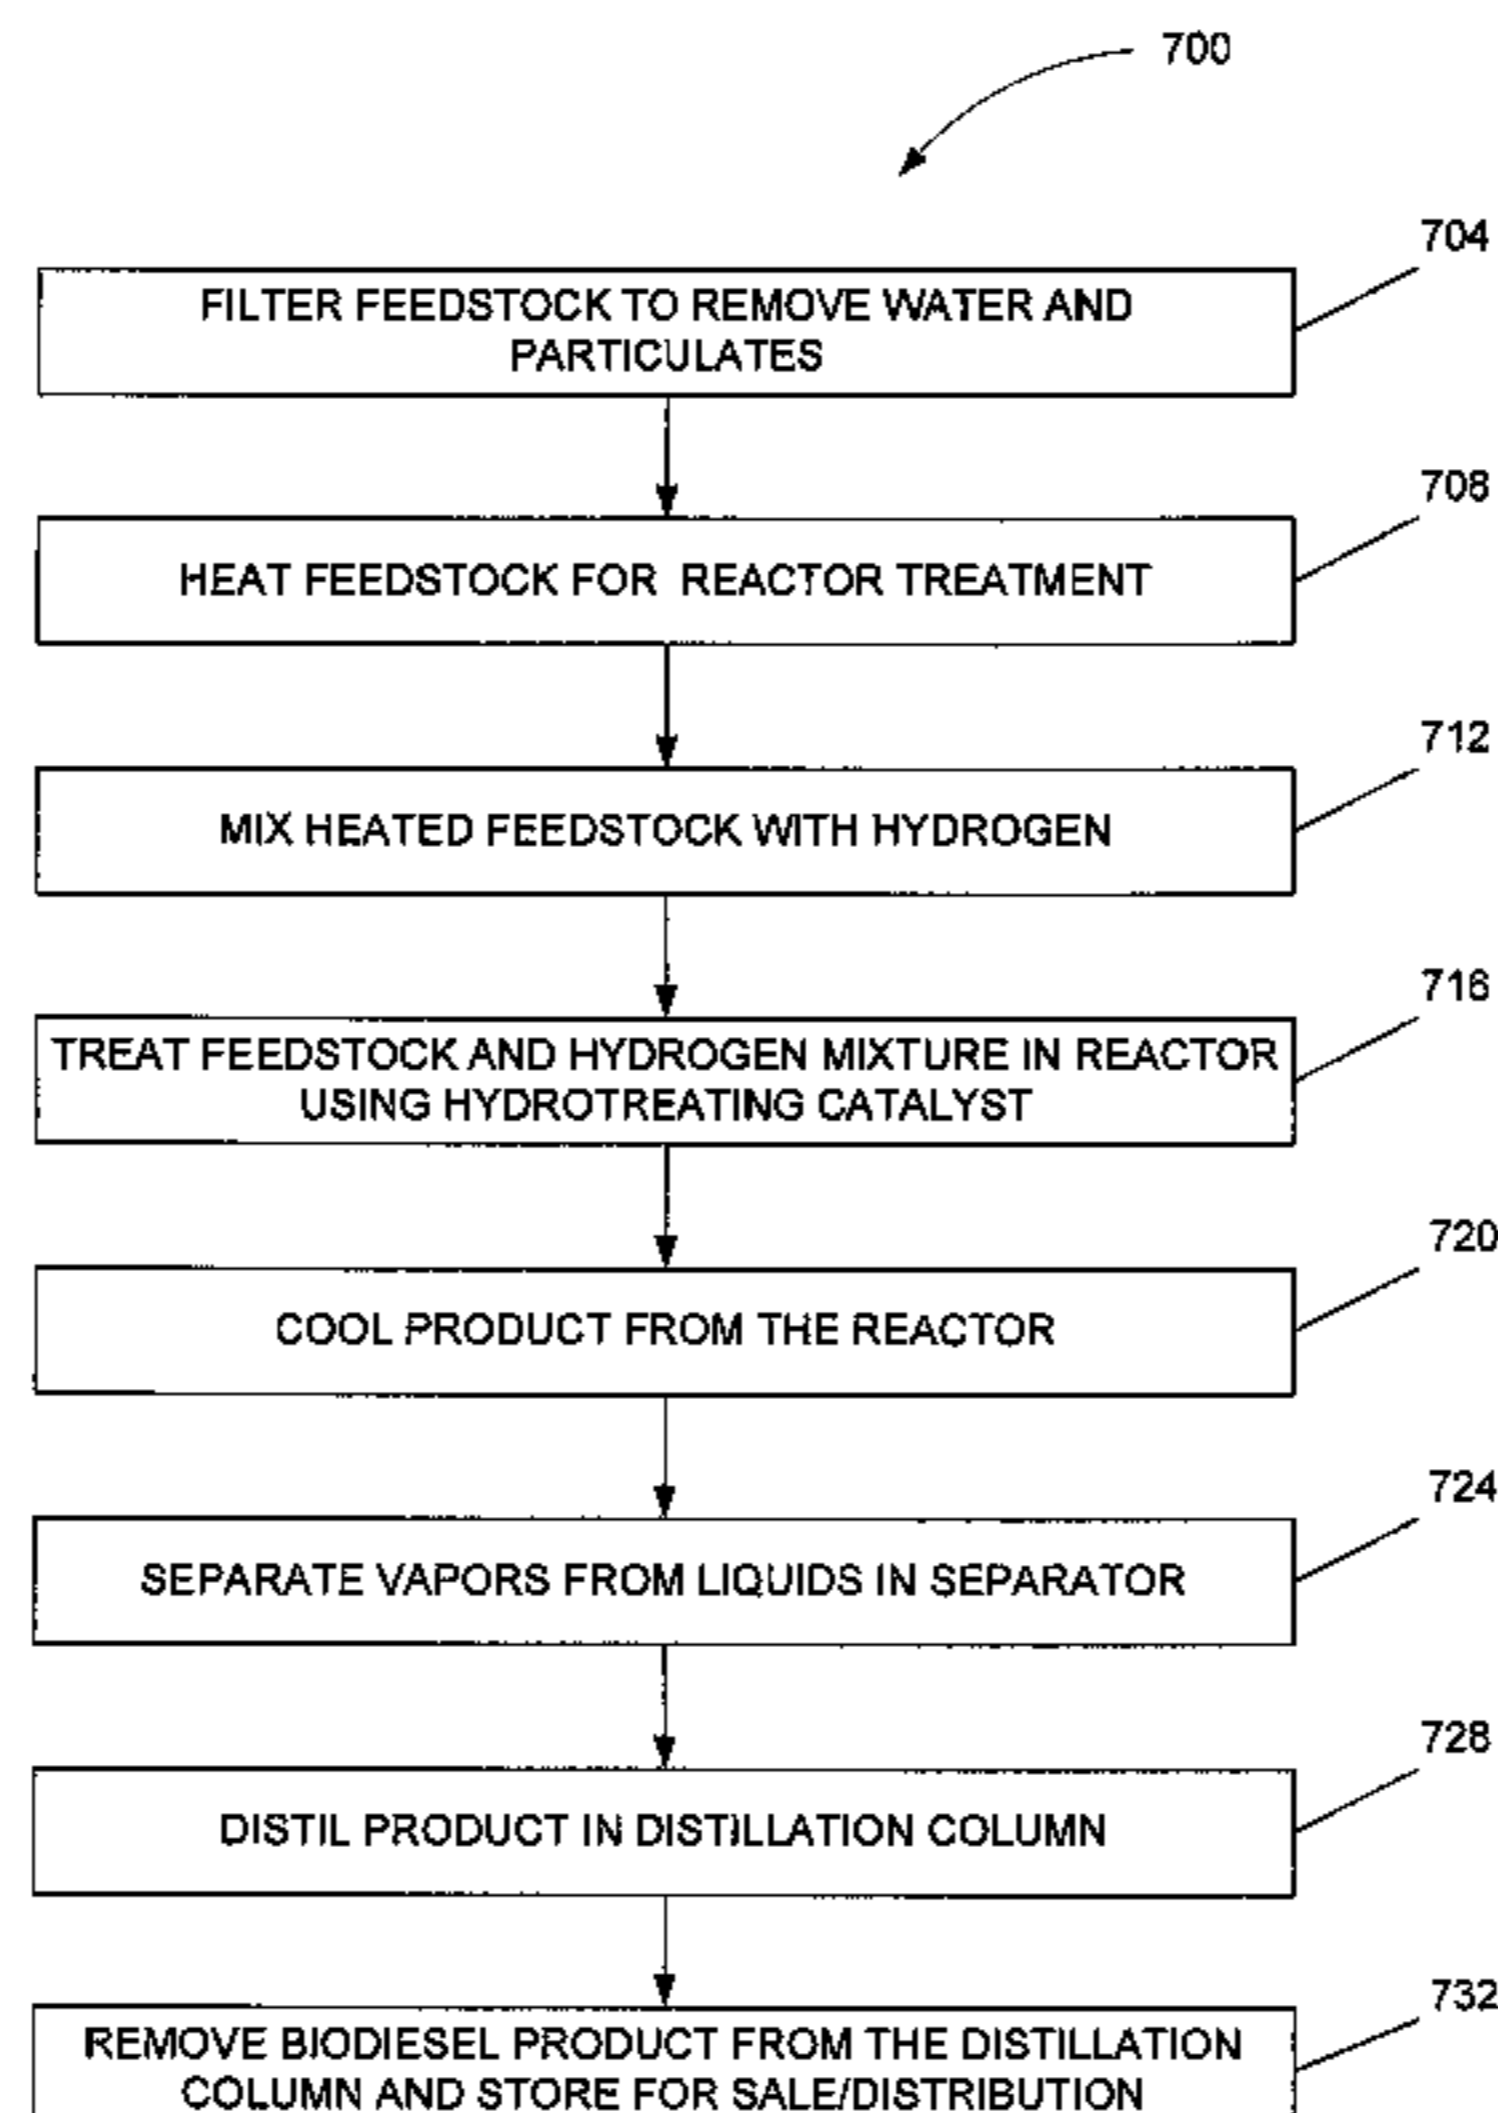 700
704
FILTER FEEDSTOCK TO REMOVE WATER AND
PARTICULATES
708
HEAT FEEDSTOCK FOR REACTOR TREATMENT
712
MIX HEATED FEEDSTOCK WITH HYDROGEN
716
TREAT FEEDSTOCK AND HYDROGEN MIXTURE IN REACTOR
USING HYDROTREATING CATALYST
720
COOL PRODUCT FROM THE REACTOR
724
SEPARATE VAPORS FROM LIQUIDS IN SEPARATOR
728
DISTIL PRODUCT IN DISTILLATION COLUMN
732
REMOVE BIODIESEL PRODUCT FROM THE DISTILLATION
COLUMN AND STORE FOR SALE/DISTRIBUTION